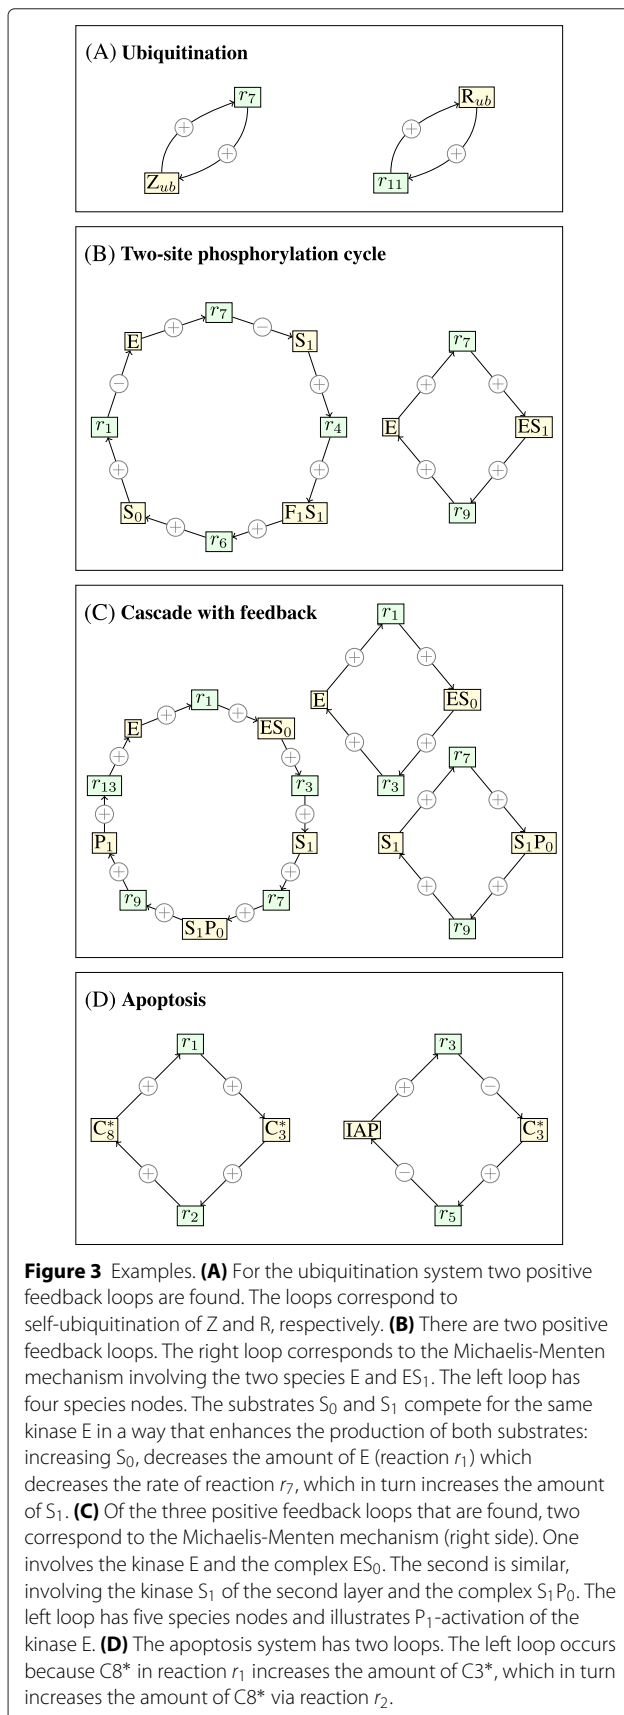 (A) Ubiquitination
r7
Rub
+
+
+
+
Zub
r11
(B) Two-site phosphorylation cycle
r7
+
−
E
S1
r7
−
+
+
+
r1
r4
E
ES1
+
+
+
+
S0
F1S1
r9
+
+
r6
(C) Cascade with feedback
r1
+
+
r1
E
ES0
+
+
E
ES0
+
+
+
+
r7
r13
r3
r3
+
+
+
+
P1
S1
S1
S1P0
+
+
+
+
r9
r7
+
+
S1P0
r9
(D) Apoptosis
r1
r3
+
+
+
−
C8*
C3*
IAP
C3*
+
+
−
+
r2
r5
Figure 3 Examples. (A) For the ubiquitination system two positive
feedback loops are found. The loops correspond to
self-ubiquitination of Z and R, respectively. (B) There are two positive
feedback loops. The right loop corresponds to the Michaelis-Menten
mechanism involving the two species E and ES1. The left loop has
four species nodes. The substrates S0 and S1 compete for the same
kinase E in a way that enhances the production of both substrates:
increasing S0, decreases the amount of E (reaction r1) which
decreases the rate of reaction r7, which in turn increases the amount
of S1. (C) Of the three positive feedback loops that are found, two
correspond to the Michaelis-Menten mechanism (right side). One
involves the kinase E and the complex ES0. The second is similar,
involving the kinase S1 of the second layer and the complex S1P0. The
left loop has five species nodes and illustrates P1-activation of the
kinase E. (D) The apoptosis system has two loops. The left loop occurs
because C8* in reaction r1 increases the amount of C3*, which in turn
increases the amount of C8* via reaction r2.